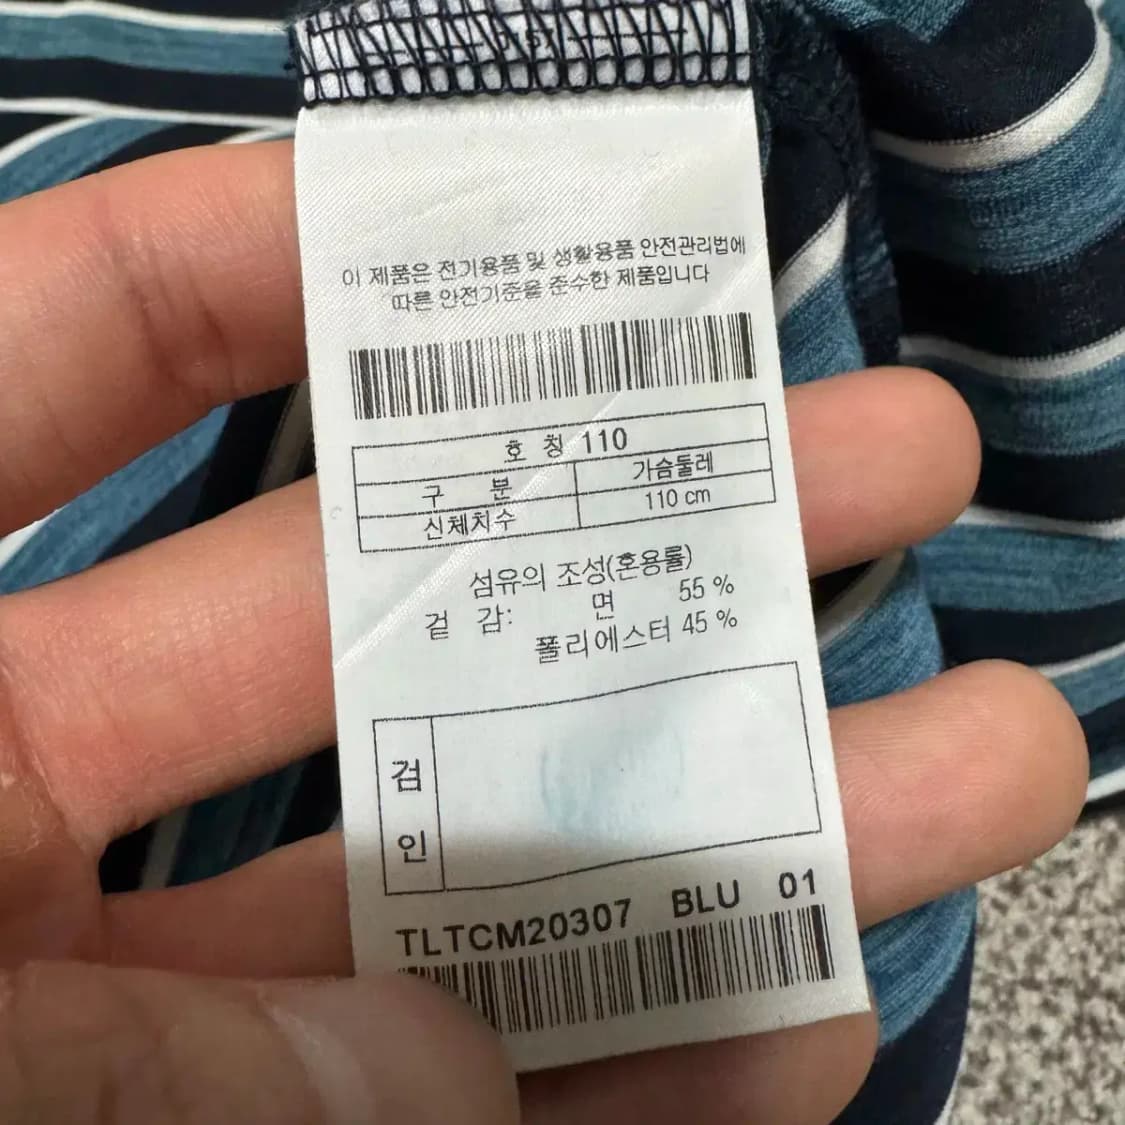 이 제품은 전기용품 및 생활용품 안전관리법에
따른 안전기준을 준수한 제품입니다
호 칭 110
구 분 가슴둘레
신체치수 110 cm
섬유의 조성(혼용률)
겉 감: 면 55 %
폴리에스터 45 %
검
인
TLTCM20307 BLU 01